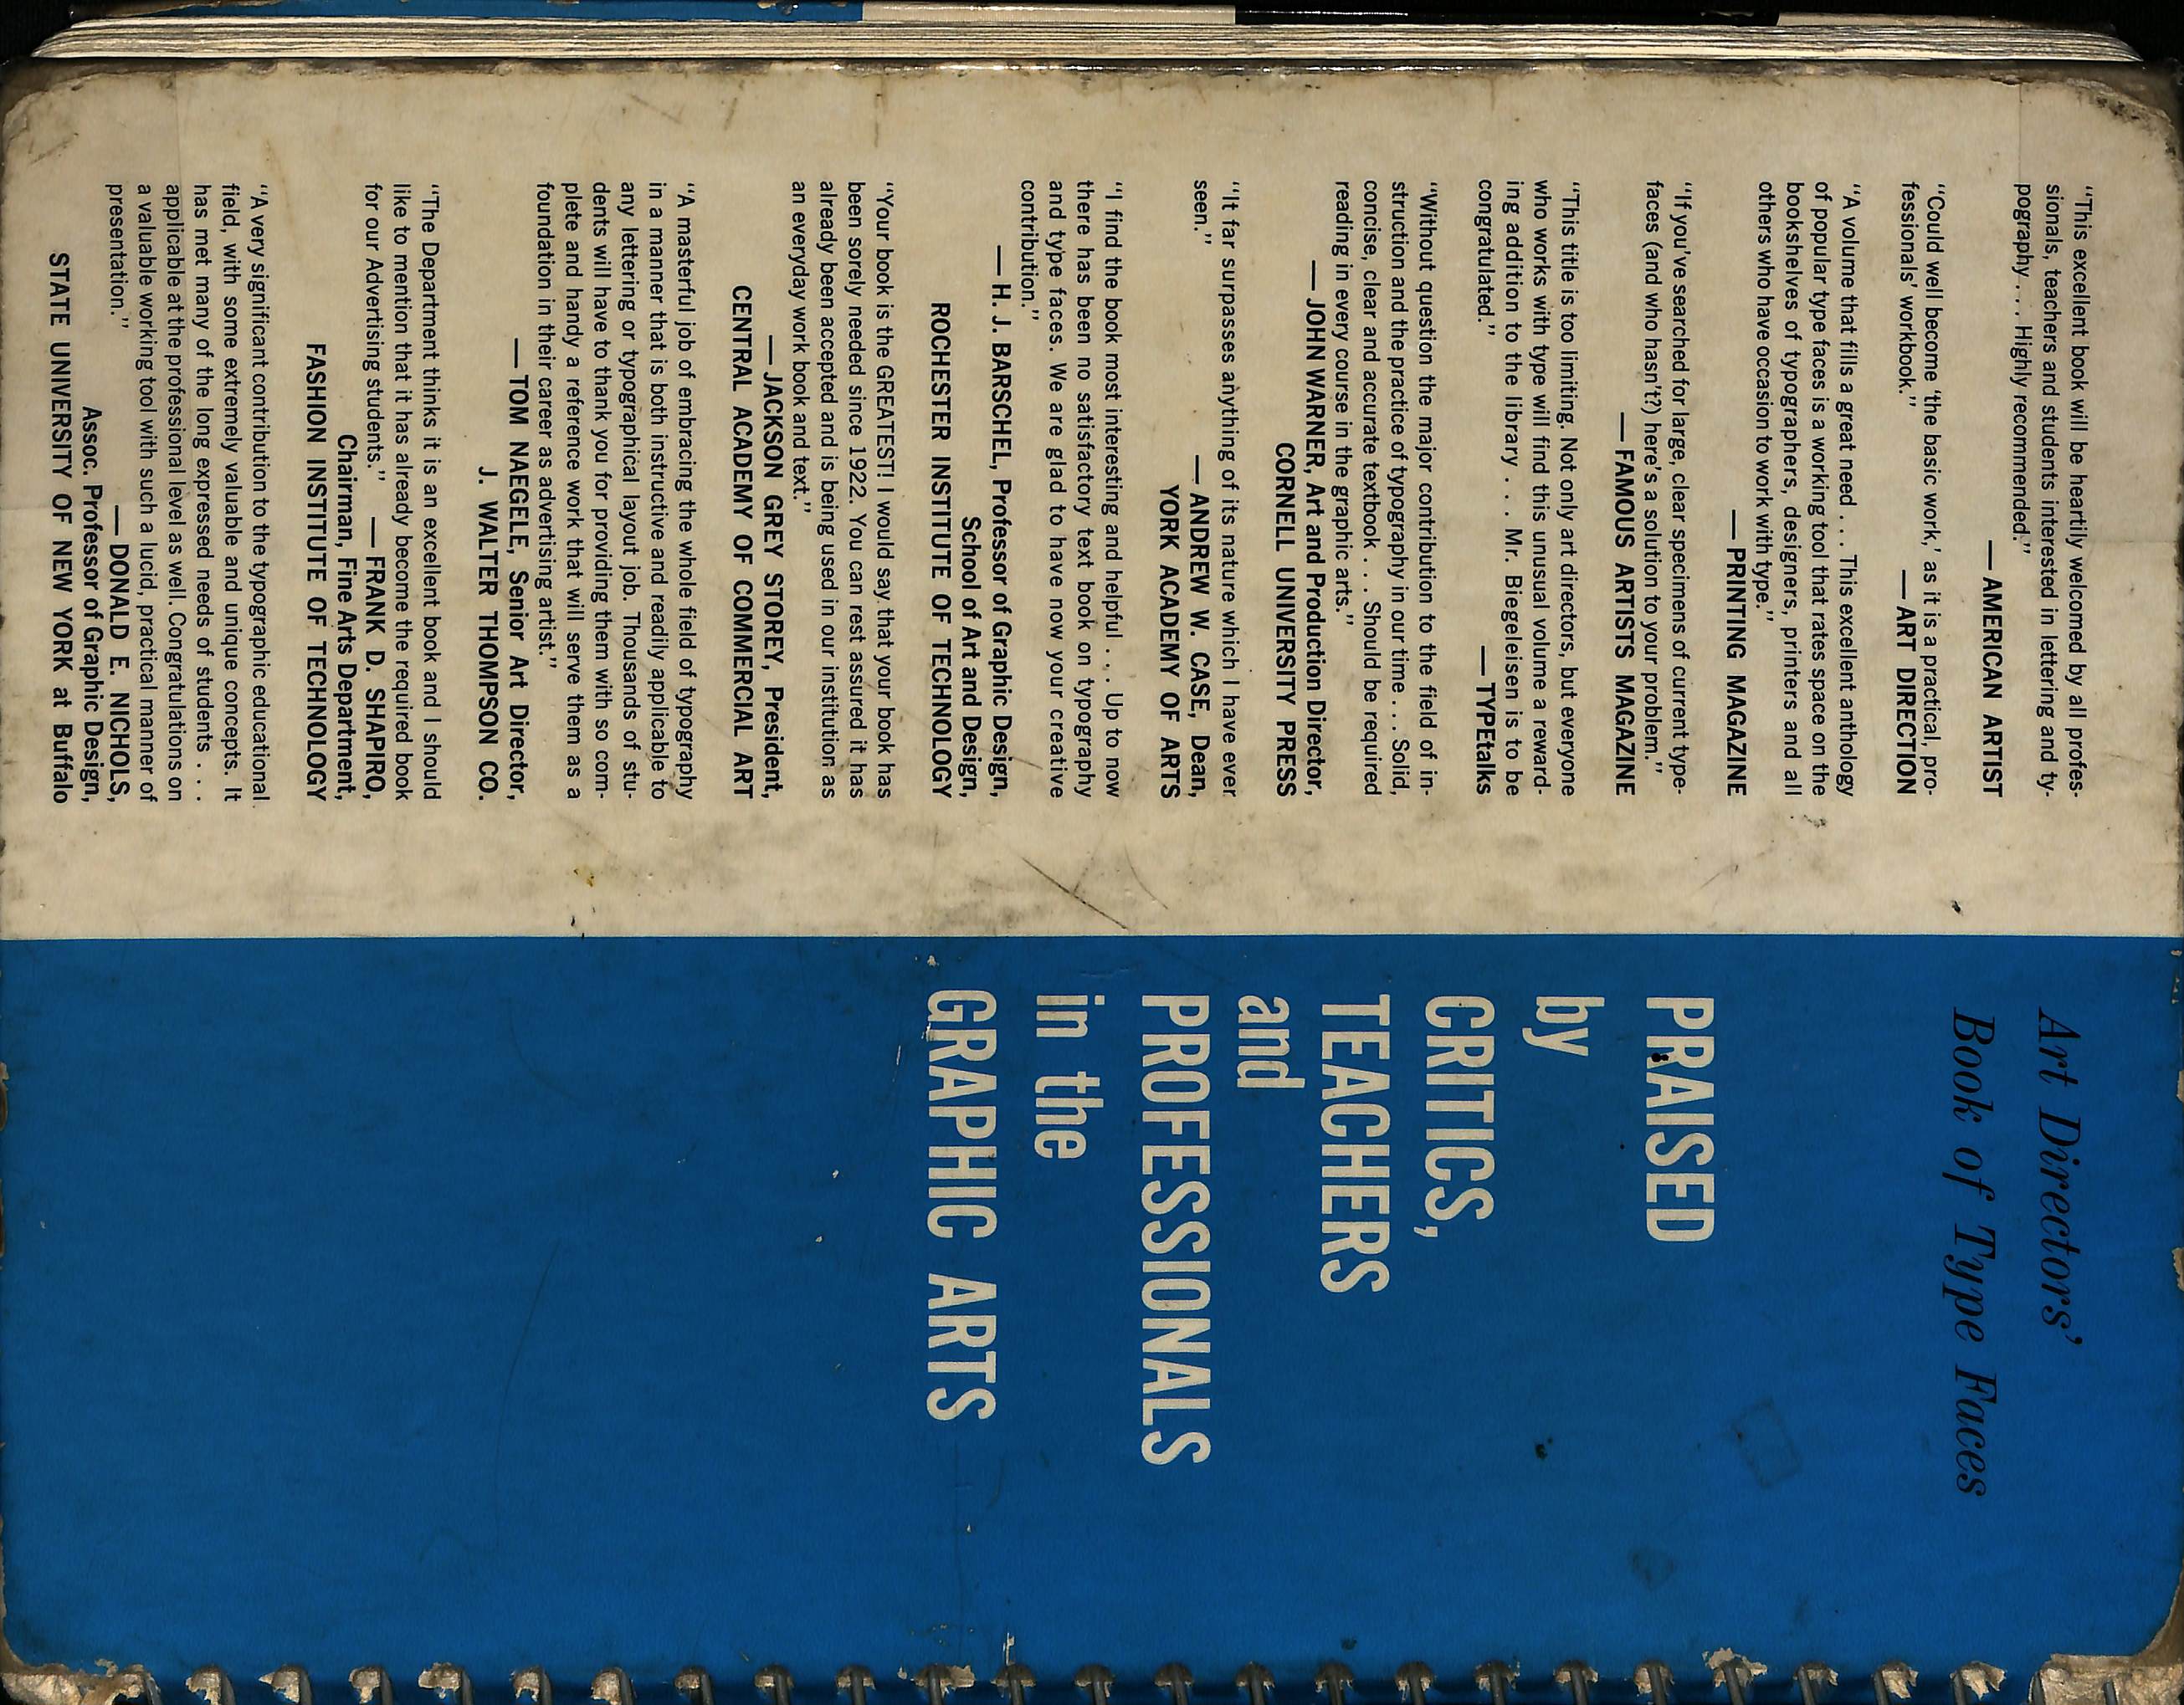 "This excellent book will be heartily welcomed by all profes-
sionals, teachers and students interested in lettering and ty-
pography . . . Highly recommended."
— AMERICAN ARTIST
"Could well become 'the basic work,' as it is a practical, pro-
fessionals' workbook."
— ART DIRECTION
"A volume that fills a great need . . . This excellent anthology
of popular type faces is a working tool that rates space on the
bookshelves of typographers, designers, printers and all
others who have occasion to work with type."
— PRINTING MAGAZINE
"If you've searched for large, clear specimens of current type-
faces (and who hasn't?) here's a solution to your problem."
— FAMOUS ARTISTS MAGAZINE
"This title is too limiting. Not only art directors, but everyone
who works with type will find this unusual volume a reward-
ing addition to the library . . . Mr. Biegeleisen is to be
congratulated."
— TYPEtalks
"Without question the major contribution to the field of in-
struction and the practice of typography in our time . . . Solid,
concise, clear and accurate textbook . . . Should be required
reading in every course in the graphic arts."
— JOHN WARNER, Art and Production Director,
CORNELL UNIVERSITY PRESS
"It far surpasses anything of its nature which I have ever
seen."
— ANDREW W. CASE, Dean,
YORK ACADEMY OF ARTS
"I find the book most interesting and helpful . . . Up to now
there has been no satisfactory text book on typography
and type faces. We are glad to have now your creative
contribution."
— H. J. BARSCHEL, Professor of Graphic Design,
School of Art and Design,
ROCHESTER INSTITUTE OF TECHNOLOGY
"Your book is the GREATEST! I would say that your book has
been sorely needed since 1922. You can rest assured it has
already been accepted and is being used in our institution as
an everyday work book and text."
— JACKSON GREY STOREY, President,
CENTRAL ACADEMY OF COMMERCIAL ART
"A masterful job of embracing the whole field of typography
in a manner that is both instructive and readily applicable to
any lettering or typographical layout job. Thousands of stu-
dents will have to thank you for providing them with so com-
plete and handy a reference work that will serve them as a
foundation in their career as advertising artist."
— TOM NAEGELE, Senior Art Director,
J. WALTER THOMPSON CO.
"The Department thinks it is an excellent book and I should
like to mention that it has already become the required book
for our Advertising students." — FRANK D. SHAPIRO,
Chairman, Fine Arts Department,
FASHION INSTITUTE OF TECHNOLOGY
"A very significant contribution to the typographic educational
field, with some extremely valuable and unique concepts. It
has met many of the long expressed needs of students . . .
applicable at the professional level as well. Congratulations on
a valuable working tool with such a lucid, practical manner of
presentation."
— DONALD E. NICHOLS,
Assoc. Professor of Graphic Design,
STATE UNIVERSITY OF NEW YORK at Buffalo
Art Directors'
Book of Type Faces
PRAISED
by
CRITICS,
TEACHERS
and
PROFESSIONALS
in the
GRAPHIC ARTS